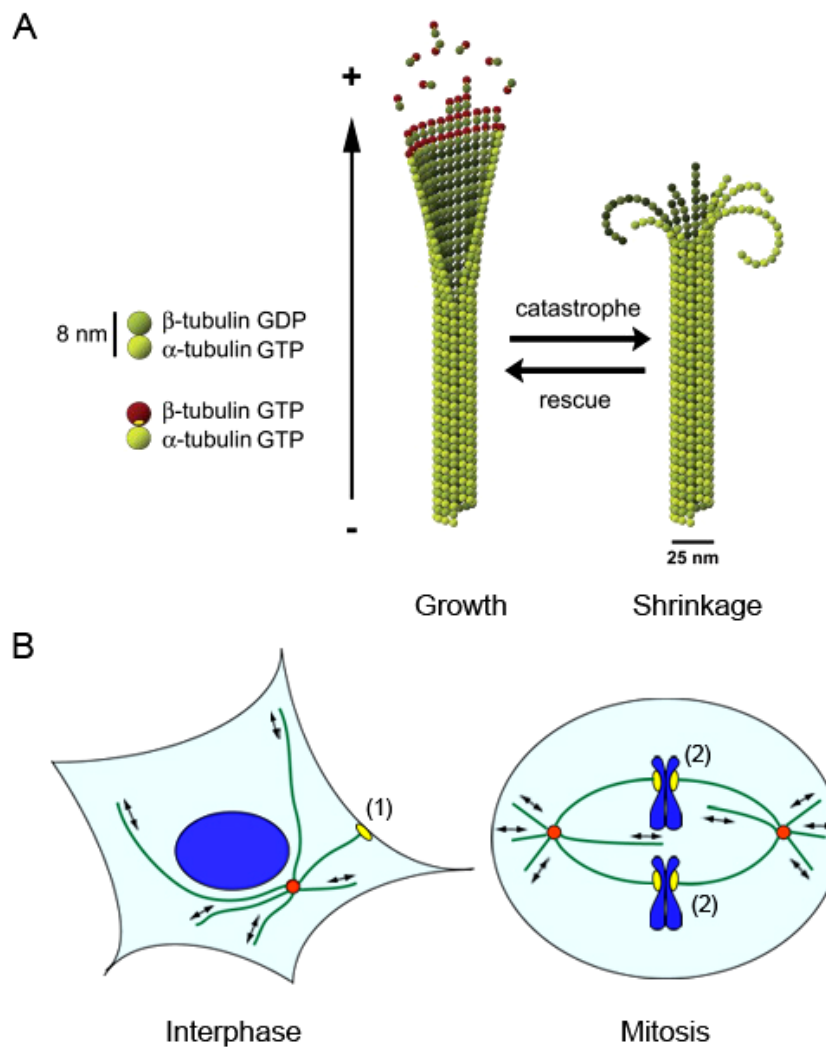 A
+
8 nm
β-tubulin GDP
α-tubulin GTP
β-tubulin GTP
α-tubulin GTP
catastrophe
rescue
-
25 nm
Growth
Shrinkage
B
(1)
(2)
(2)
Interphase
Mitosis